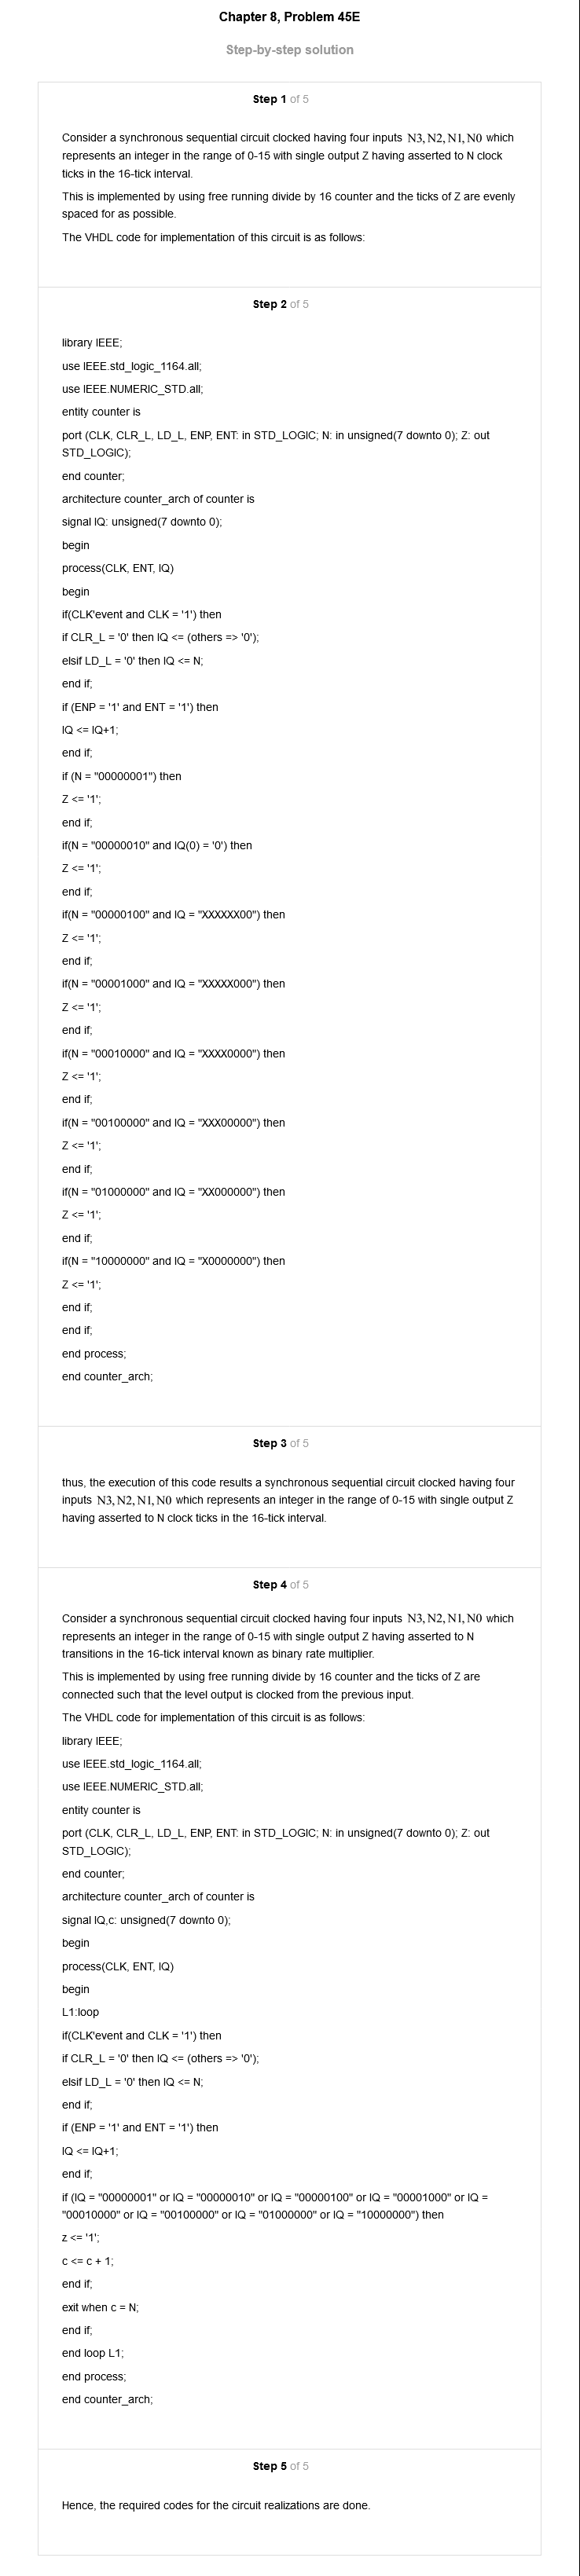 Chapter 8, Problem 45E
Step-by-step solution
Step 1 of 5
Consider a synchronous sequential circuit clocked having four inputs N3, N2, N1, N0 which
represents an integer in the range of 0-15 with single output Z having asserted to N clock
ticks in the 16-tick interval.
This is implemented by using free running divide by 16 counter and the ticks of Z are evenly
spaced for as possible.
The VHDL code for implementation of this circuit is as follows:
Step 2 of 5
library IEEE;
use IEEE.std_logic_1164.all;
use IEEE.NUMERIC_STD.all;
entity counter is
port (CLK, CLR_L, LD_L, ENP, ENT: in STD_LOGIC; N: in unsigned(7 downto 0); Z: out
STD_LOGIC);
end counter;
architecture counter_arch of counter is
signal IQ: unsigned(7 downto 0);
begin
process(CLK, ENT, IQ)
begin
if(CLK'event and CLK = '1') then
if CLR_L = '0' then IQ <= (others => '0');
elsif LD_L = '0' then IQ <= N;
end if;
if (ENP = '1' and ENT = '1') then
IQ <= IQ+1;
end if;
if (N = "00000001") then
Z <= '1';
end if;
if(N = "00000010" and IQ(0) = '0') then
Z <= '1';
end if;
if(N = "00000100" and IQ = "XXXXXX00") then
Z <= '1';
end if;
if(N = "00001000" and IQ = "XXXXX000") then
Z <= '1';
end if;
if(N = "00010000" and IQ = "XXXX0000") then
Z <= '1';
end if;
if(N = "00100000" and IQ = "XXX00000") then
Z <= '1';
end if;
if(N = "01000000" and IQ = "XX000000") then
Z <= '1';
end if;
if(N = "10000000" and IQ = "X0000000") then
Z <= '1';
end if;
end if;
end process;
end counter_arch;
Step 3 of 5
thus, the execution of this code results a synchronous sequential circuit clocked having four
inputs N3, N2, N1, N0 which represents an integer in the range of 0-15 with single output Z
having asserted to N clock ticks in the 16-tick interval.
Step 4 of 5
Consider a synchronous sequential circuit clocked having four inputs N3, N2, N1, N0 which
represents an integer in the range of 0-15 with single output Z having asserted to N
transitions in the 16-tick interval known as binary rate multiplier.
This is implemented by using free running divide by 16 counter and the ticks of Z are
connected such that the level output is clocked from the previous input.
The VHDL code for implementation of this circuit is as follows:
library IEEE;
use IEEE.std_logic_1164.all;
use IEEE.NUMERIC_STD.all;
entity counter is
port (CLK, CLR_L, LD_L, ENP, ENT: in STD_LOGIC; N: in unsigned(7 downto 0); Z: out
STD_LOGIC);
end counter;
architecture counter_arch of counter is
signal IQ,c: unsigned(7 downto 0);
begin
process(CLK, ENT, IQ)
begin
L1:loop
if(CLK'event and CLK = '1') then
if CLR_L = '0' then IQ <= (others => '0');
elsif LD_L = '0' then IQ <= N;
end if;
if (ENP = '1' and ENT = '1') then
IQ <= IQ+1;
end if;
if (IQ = "00000001" or IQ = "00000010" or IQ = "00000100" or IQ = "00001000" or IQ =
"00010000" or IQ = "00100000" or IQ = "01000000" or IQ = "10000000") then
z <= '1';
c <= c + 1;
end if;
exit when c = N;
end if;
end loop L1;
end process;
end counter_arch;
Step 5 of 5
Hence, the required codes for the circuit realizations are done.